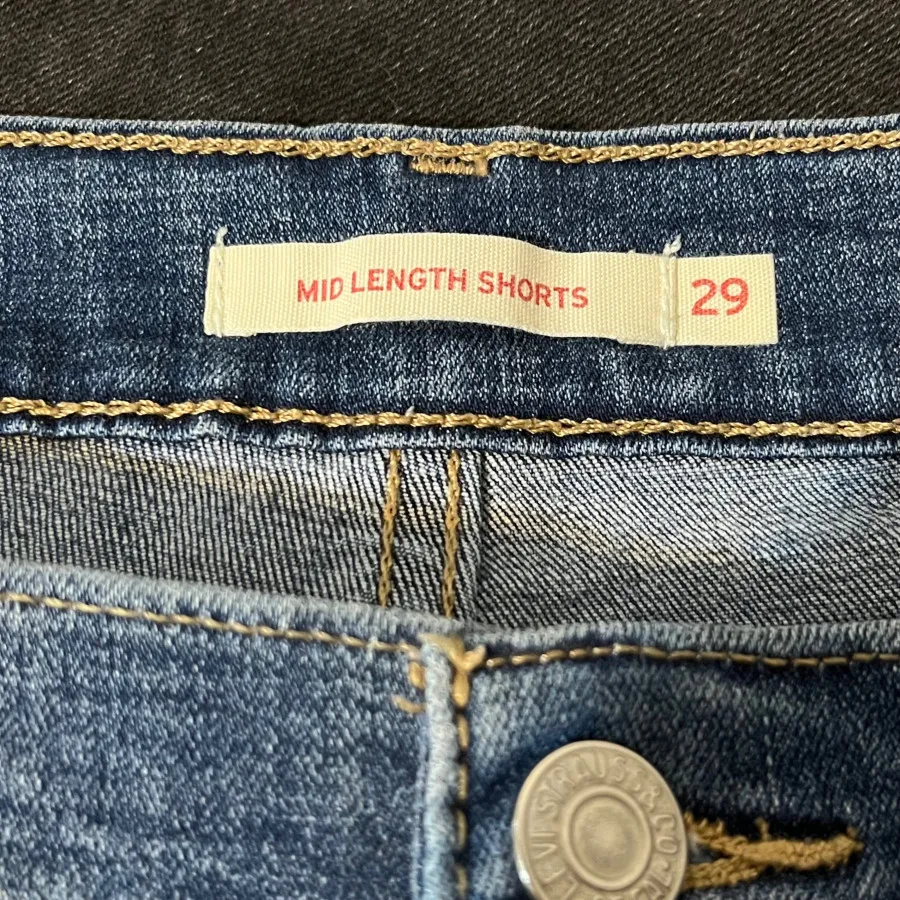 MID LENGTH SHORTS 29
LEVI STRAUSS & CO